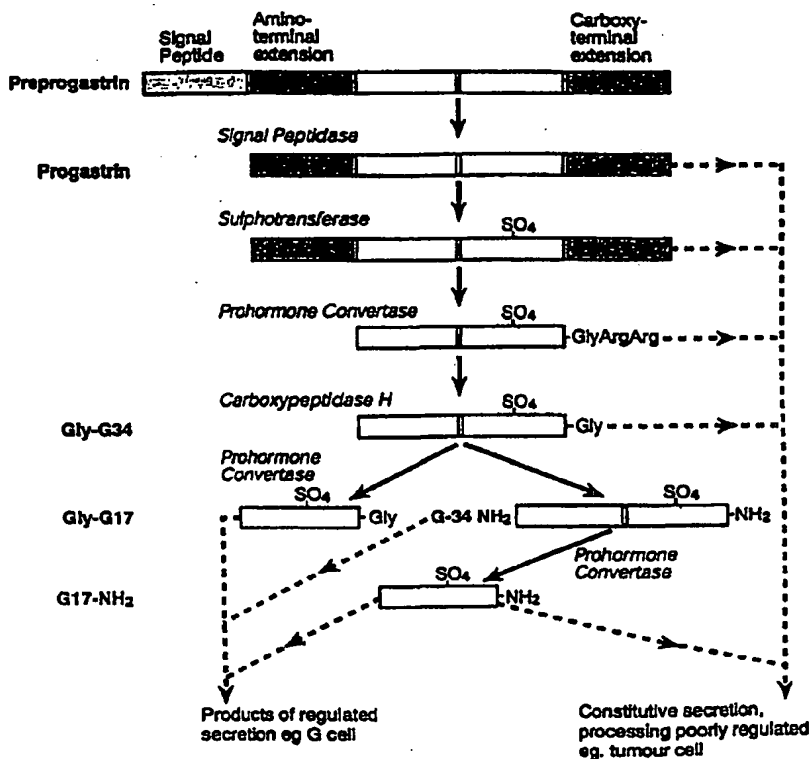 Signal
Peptide
Amino-
terminal
extension
Carboxy-
terminal
extension
Preprogastrin
Signal Peptidase
Progastrin
Sulphotransferase
SO4
Prohormone Convertase
SO4
GlyArgArg
Carboxypeptidase H
SO4
Gly-G34
Gly
Prohormone
Convertase
SO4
SO4
Gly-G17
Gly
G-34 NH2
NH2
Prohormone
Convertase
SO4
G17-NH2
NH2
Products of regulated
secretion eg G cell
Constitutive secretion,
processing poorly regulated
eg. tumour cell